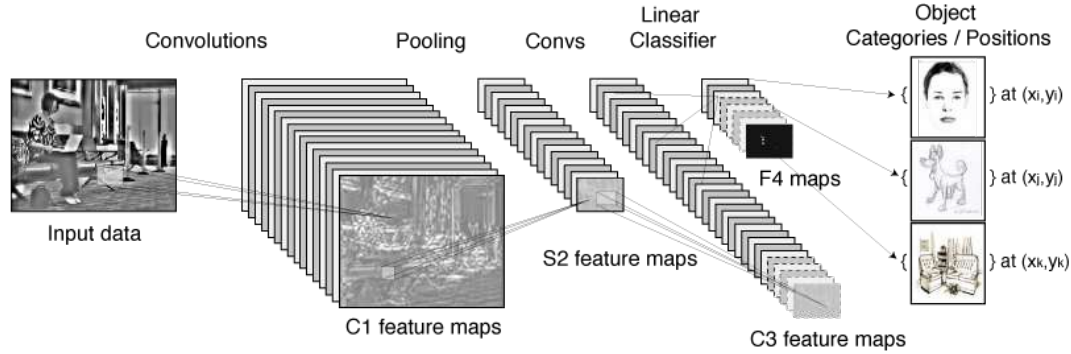 Convolutions
Pooling
Convs
Linear
Classifier
Object
Categories / Positions
{ } at (xi,yi)
{ } at (xj,yj)
{ } at (xk,yk)
Input data
C1 feature maps
S2 feature maps
C3 feature maps
F4 maps